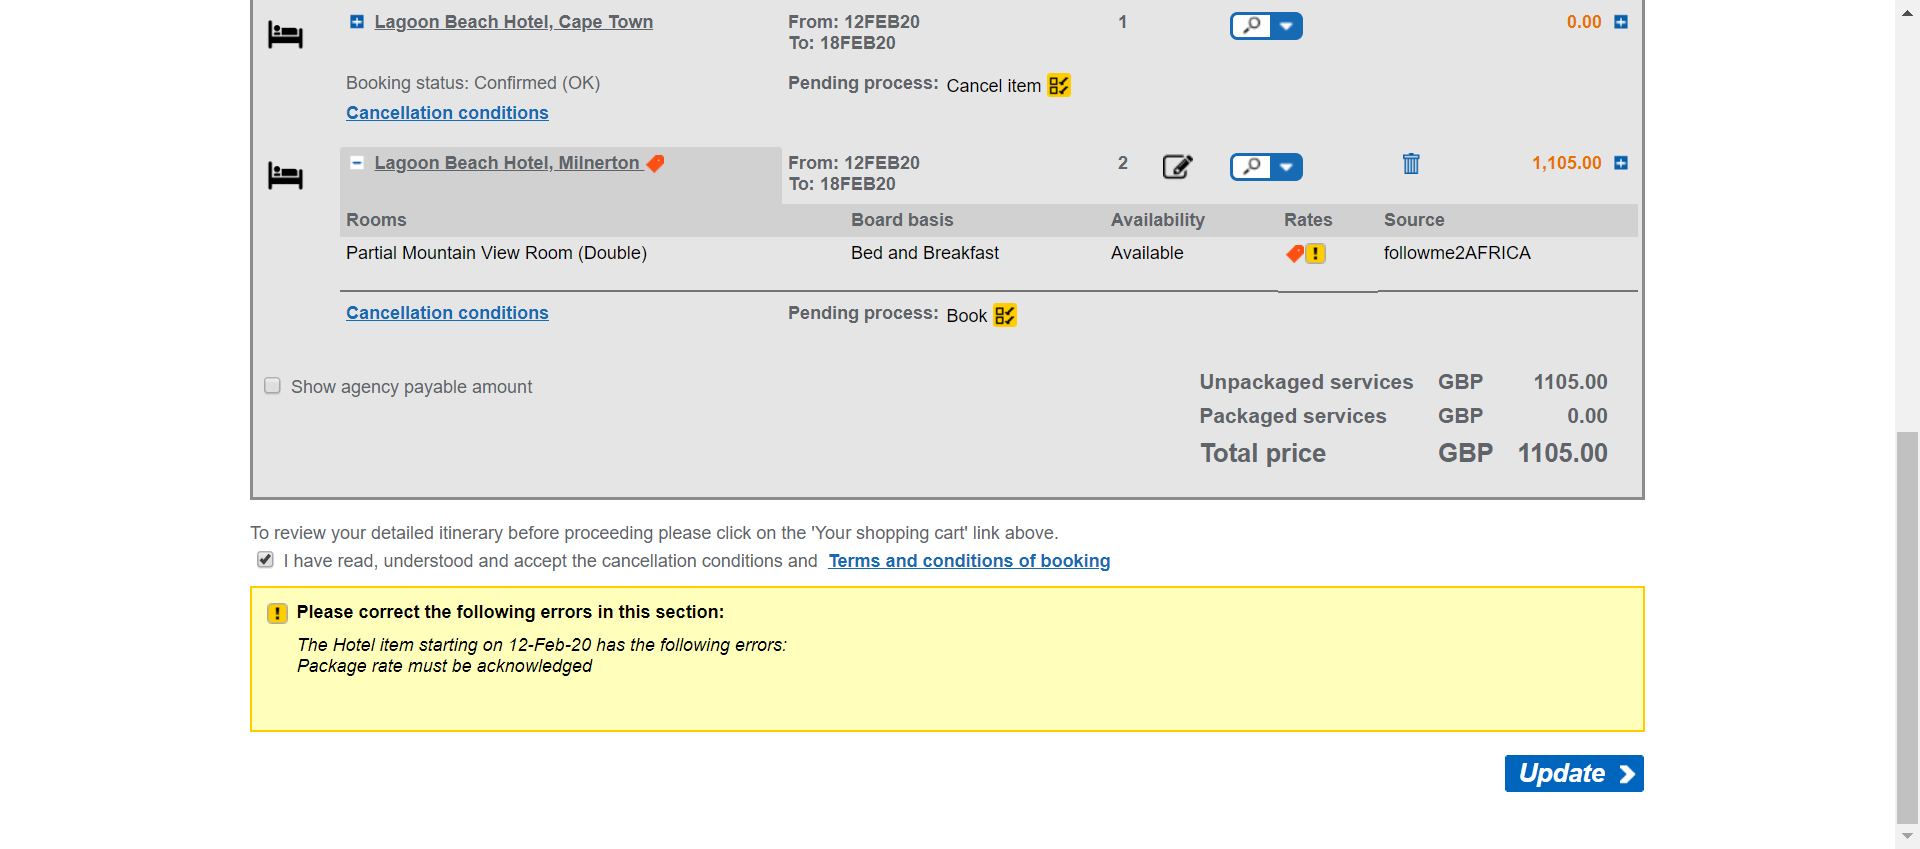 Lagoon Beach Hotel, Cape Town From: 12FEB20 1 0.00
To: 18FEB20
Booking status: Confirmed (OK) Pending process: Cancel item
Cancellation conditions
Lagoon Beach Hotel, Milnerton From: 12FEB20 2 1,105.00
To: 18FEB20
Rooms Board basis Availability Rates Source
Partial Mountain View Room (Double) Bed and Breakfast Available ! followme2AFRICA
Cancellation conditions Pending process: Book
Show agency payable amount
Unpackaged services GBP 1105.00
Packaged services GBP 0.00
Total price GBP 1105.00
To review your detailed itinerary before proceeding please click on the 'Your shopping cart' link above.
I have read, understood and accept the cancellation conditions and Terms and conditions of booking
! Please correct the following errors in this section:
The Hotel item starting on 12-Feb-20 has the following errors:
Package rate must be acknowledged
Update